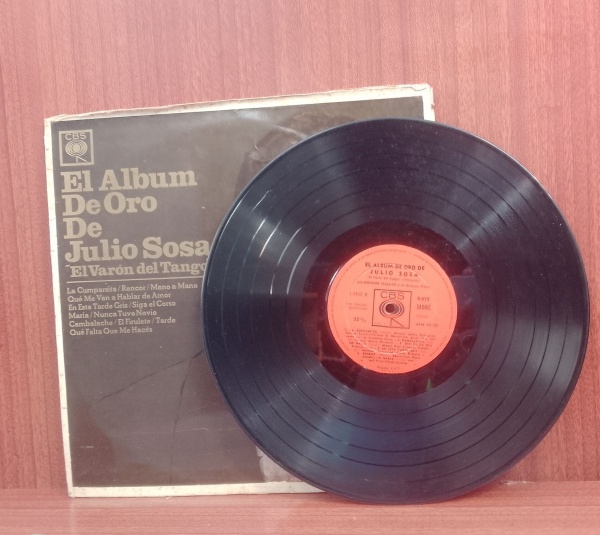 CBS
El Album
De Oro
De
Julio Sosa
"El Varón del Tango
La Cumparsita / Rencor / Mano a Mano
Qué Me Van a Hablar de Amor
En Esta Tarde Gris / Siga el Corso
María / Nunca Tuvo Novio
Cambalache / El Firulete / Tarde
Qué Falta Que Me Hacés
EL ALBUM DE ORO DE
JULIO SOSA
CBS
33⅓